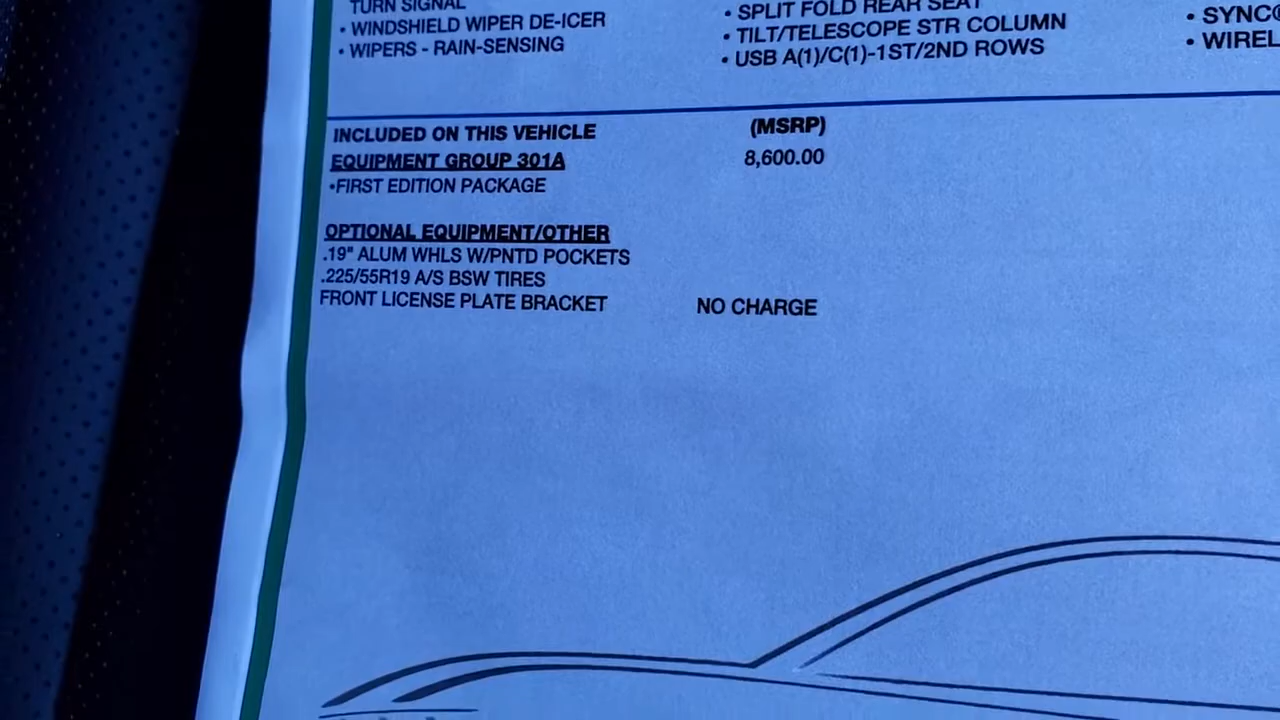 TURN SIGNAL
• WINDSHIELD WIPER DE-ICER
• WIPERS - RAIN-SENSING
• SPLIT FOLD REAR SEAT
• TILT/TELESCOPE STR COLUMN
• USB A(1)/C(1)-1ST/2ND ROWS
INCLUDED ON THIS VEHICLE (MSRP)
EQUIPMENT GROUP 301A 8,600.00
•FIRST EDITION PACKAGE
OPTIONAL EQUIPMENT/OTHER
.19" ALUM WHLS W/PNTD POCKETS
.225/55R19 A/S BSW TIRES
FRONT LICENSE PLATE BRACKET NO CHARGE